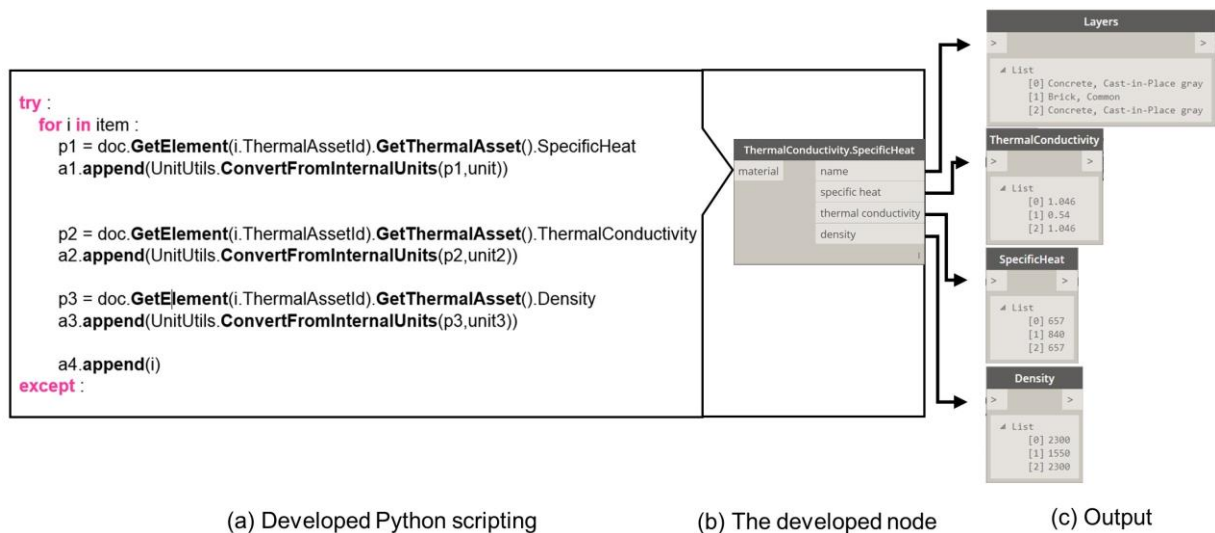 try :
for i in item :
p1 = doc.GetElement(i.ThermalAssetId).GetThermalAsset().SpecificHeat
a1.append(UnitUtils.ConvertFromInternalUnits(p1,unit))
p2 = doc.GetElement(i.ThermalAssetId).GetThermalAsset().ThermalConductivity
a2.append(UnitUtils.ConvertFromInternalUnits(p2,unit2))
p3 = doc.GetElement(i.ThermalAssetId).GetThermalAsset().Density
a3.append(UnitUtils.ConvertFromInternalUnits(p3,unit3))
a4.append(i)
except :
(a) Developed Python scripting
ThermalConductivity.SpecificHeat
material
name
specific heat
thermal conductivity
density
(b) The developed node
Layers
> >
List
[0] Concrete, Cast-in-Place gray
[1] Brick, Common
[2] Concrete, Cast-in-Place gray
ThermalConductivity
> >
List
[0] 1.046
[1] 0.54
[2] 1.046
SpecificHeat
> >
List
[0] 657
[1] 840
[2] 657
Density
> >
List
[0] 2300
[1] 1550
[2] 2300
(c) Output